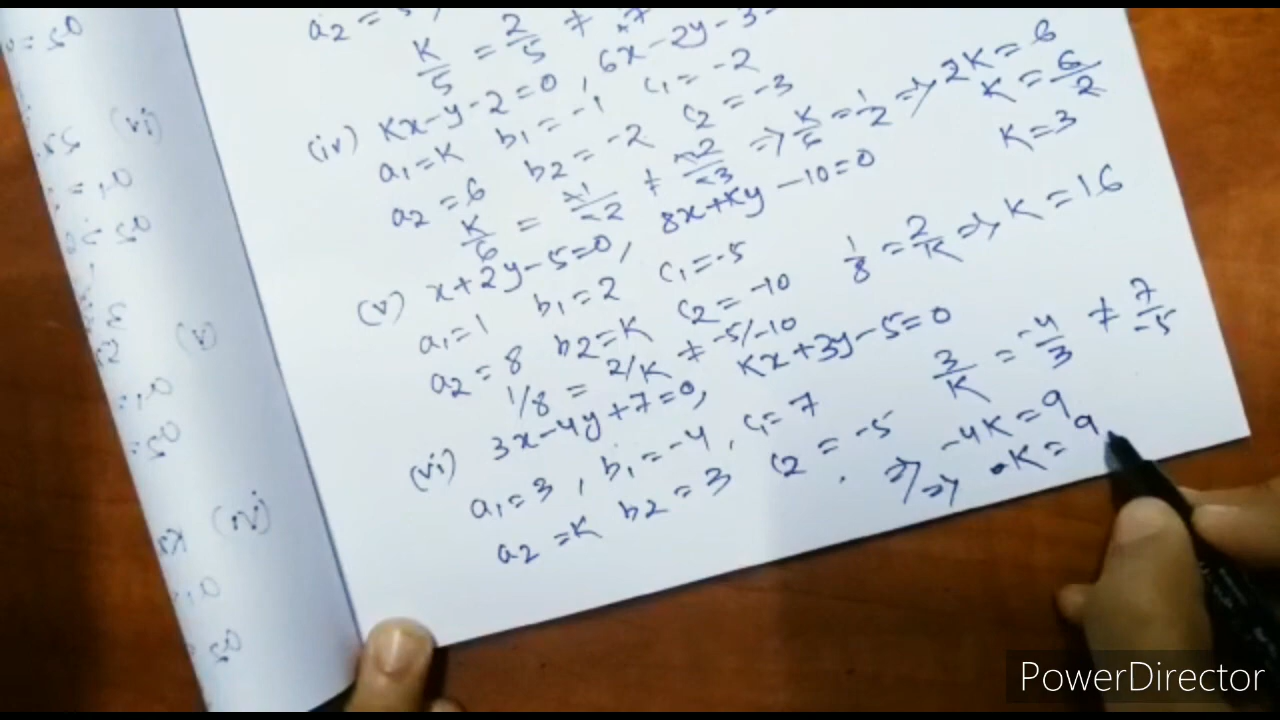 a2 = 5,
K/5 = 2/5 ≠ 7
(iv) Kx-y-2=0, 6x-2y-3=
a1=K b1=-1 c1=-2
a2=6 b2=-2 c2=-3
K/6 = -1/-2 ≠ -2/-3 => K/6 = 1/2 => 2K=6
K=6/2
K=3
(v) x+2y-5=0, 8x+Ky-10=0
a1=1 b1=2 c1=-5
a2=8 b2=K c2=-10
1/8 = 2/K ≠ -5/-10
1/8 = 2/K => K=16
(vi) 3x-4y+7=0, Kx+3y-5=0
a1=3, b1=-4, c1=7
a2=K b2=3 c2=-5
3/K = -4/3 ≠ 7/-5
=> -4K=9
=> K=9
PowerDirector